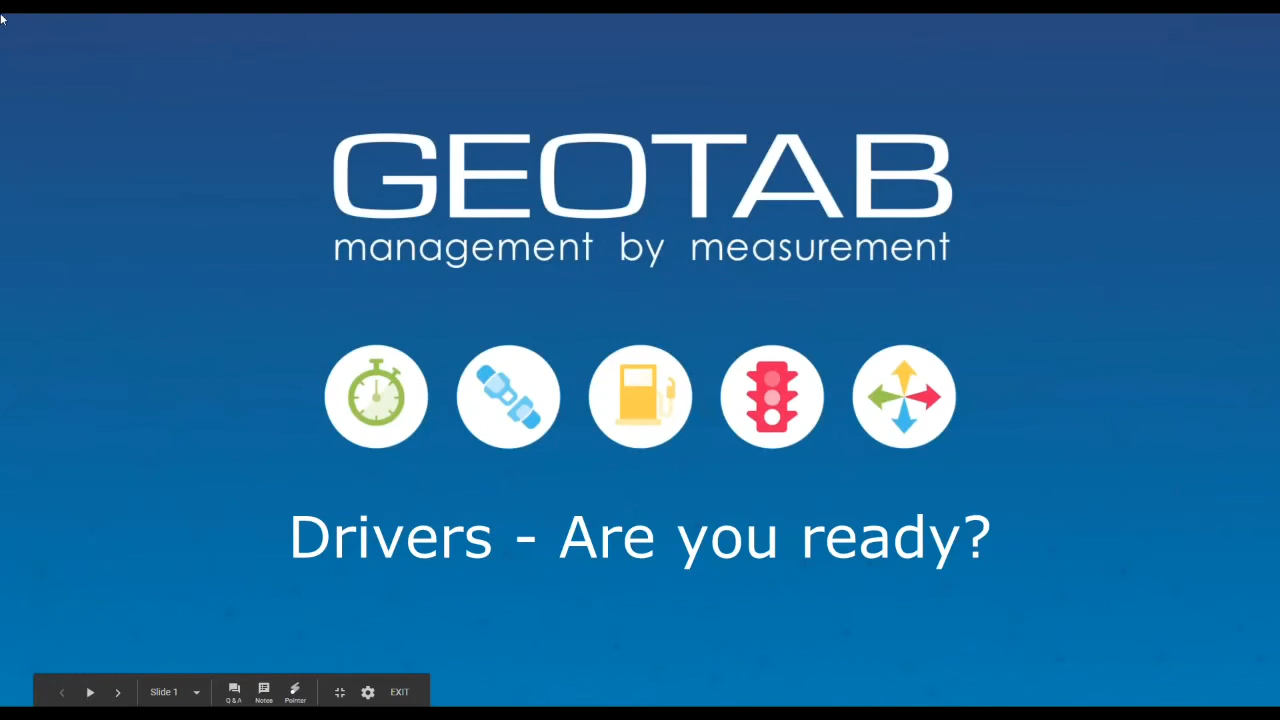 GEOTAB
management by measurement
Drivers - Are you ready?
Slide 1
Q & A
Notes
Pointer
EXIT